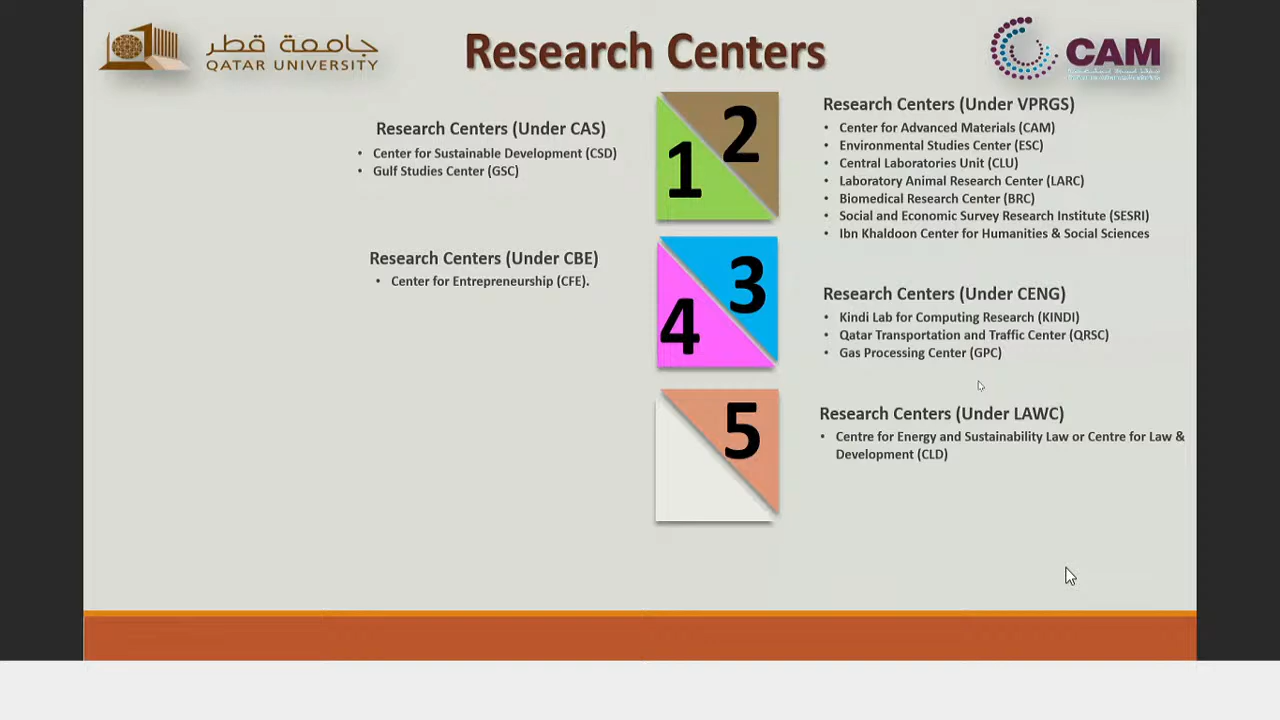 جامعة قطر
QATAR UNIVERSITY
Research Centers
CAM
Research Centers (Under CAS)
• Center for Sustainable Development (CSD)
• Gulf Studies Center (GSC)
1
2
Research Centers (Under VPRGS)
• Center for Advanced Materials (CAM)
• Environmental Studies Center (ESC)
• Central Laboratories Unit (CLU)
• Laboratory Animal Research Center (LARC)
• Biomedical Research Center (BRC)
• Social and Economic Survey Research Institute (SESRI)
• Ibn Khaldoon Center for Humanities & Social Sciences
Research Centers (Under CBE)
• Center for Entrepreneurship (CFE).
4
3
Research Centers (Under CENG)
• Kindi Lab for Computing Research (KINDI)
• Qatar Transportation and Traffic Center (QRSC)
• Gas Processing Center (GPC)
5
Research Centers (Under LAWC)
• Centre for Energy and Sustainability Law or Centre for Law &
Development (CLD)